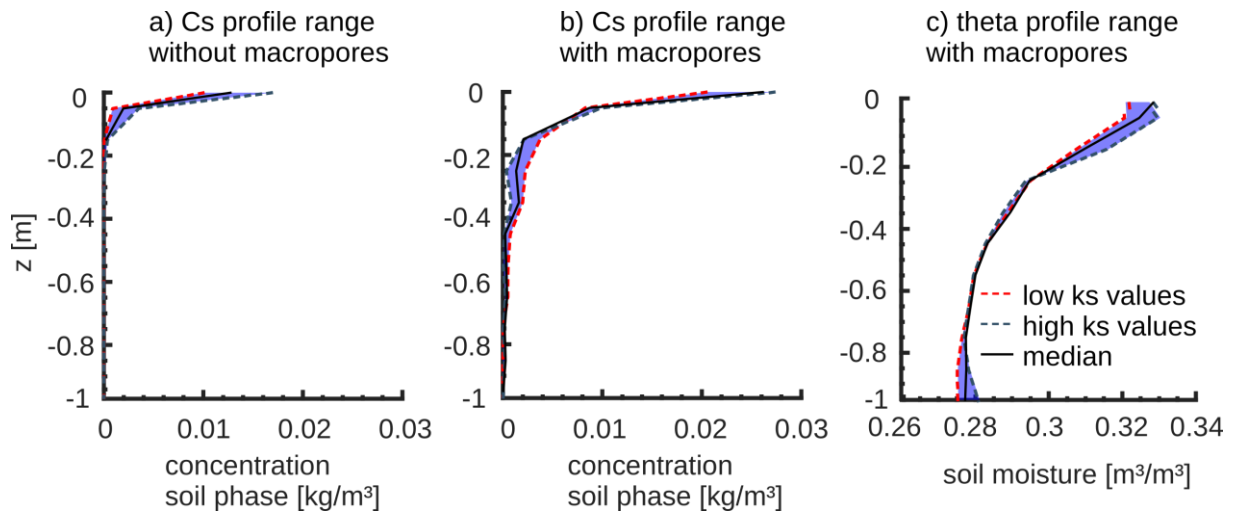 a) Cs profile range
without macropores
b) Cs profile range
with macropores
c) theta profile range
with macropores
0
-0.2
-0.4
-0.6
-0.8
-1
z [m]
0
0.01
0.02
0.03
concentration
soil phase [kg/m³]
0
-0.2
-0.4
-0.6
-0.8
-1
0
0.01
0.02
0.03
concentration
soil phase [kg/m³]
0
-0.2
-0.4
-0.6
-0.8
-1
low ks values
high ks values
median
0.26
0.28
0.3
0.32
0.34
soil moisture [m³/m³]